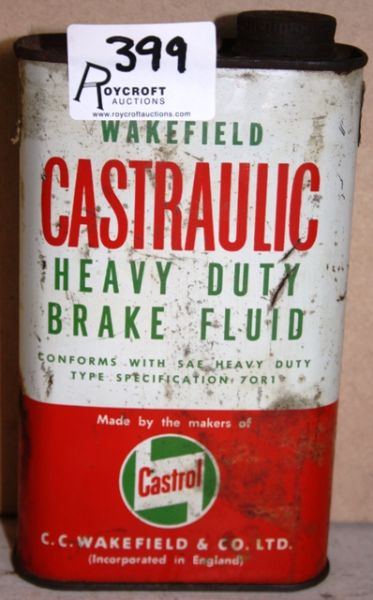 399
ROYCROFT
AUCTIONS
www.roycroftauctions.com
WAKEFIELD
CASTRAULIC
HEAVY DUTY
BRAKE FLUID
CONFORMS WITH SAE HEAVY DUTY
TYPE SPECIFICATION 70R1
Made by the makers of
Castrol
C.C. WAKEFIELD & CO. LTD.
(Incorporated in England)